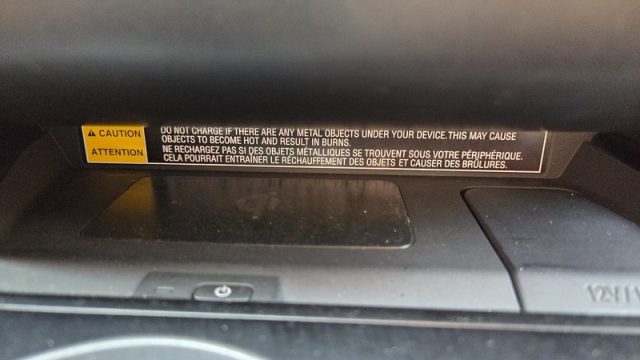 CAUTION
ATTENTION
DO NOT CHARGE IF THERE ARE ANY METAL OBJECTS UNDER YOUR DEVICE. THIS MAY CAUSE
OBJECTS TO BECOME HOT AND RESULT IN BURNS.
NE RECHARGEZ PAS SI DES OBJETS MÉTALLIQUES SE TROUVENT SOUS VOTRE PÉRIPHÉRIQUE.
CELA POURRAIT ENTRAÎNER LE RÉCHAUFFEMENT DES OBJETS ET CAUSER DES BRÛLURES.
12V/1